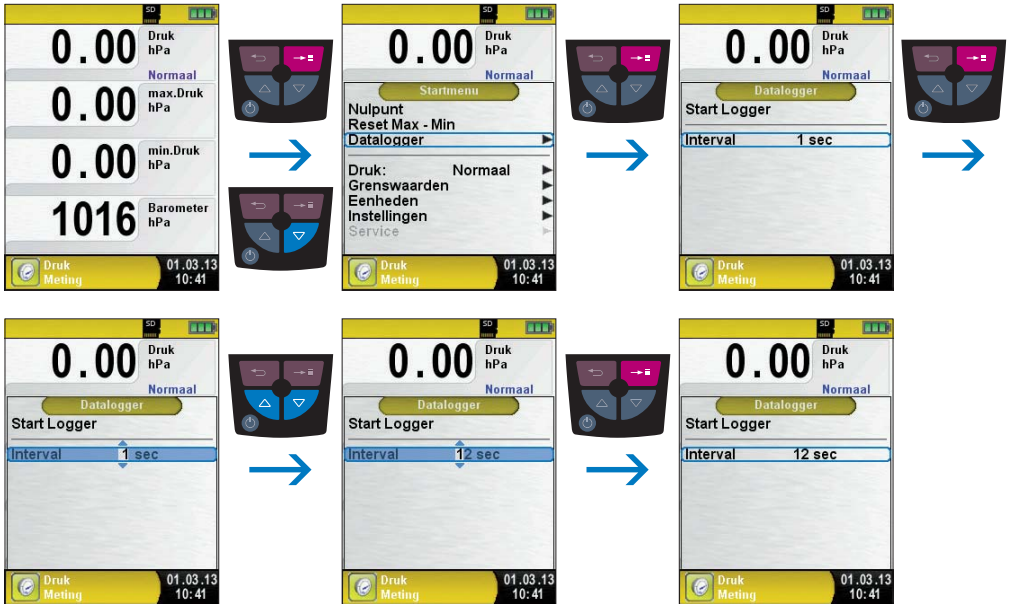 SD
0.00 Druk hPa
Normaal
0.00 max.Druk hPa
0.00 min.Druk hPa
1016 Barometer hPa
Druk Meting
01.03.13
10:41
SD
0.00 Druk hPa
Normaal
Startmenu
Nulpunt
Reset Max - Min
Datalogger
Druk: Normaal
Grenswaarden
Eenheden
Instellingen
Service
Druk Meting
01.03.13
10:41
SD
0.00 Druk hPa
Normaal
Datalogger
Start Logger
Interval 1 sec
Druk Meting
01.03.13
10:41
SD
0.00 Druk hPa
Normaal
Datalogger
Start Logger
Interval 1 sec
Druk Meting
01.03.13
10:41
SD
0.00 Druk hPa
Normaal
Datalogger
Start Logger
Interval 12 sec
Druk Meting
01.03.13
10:41
SD
0.00 Druk hPa
Normaal
Datalogger
Start Logger
Interval 12 sec
Druk Meting
01.03.13
10:41